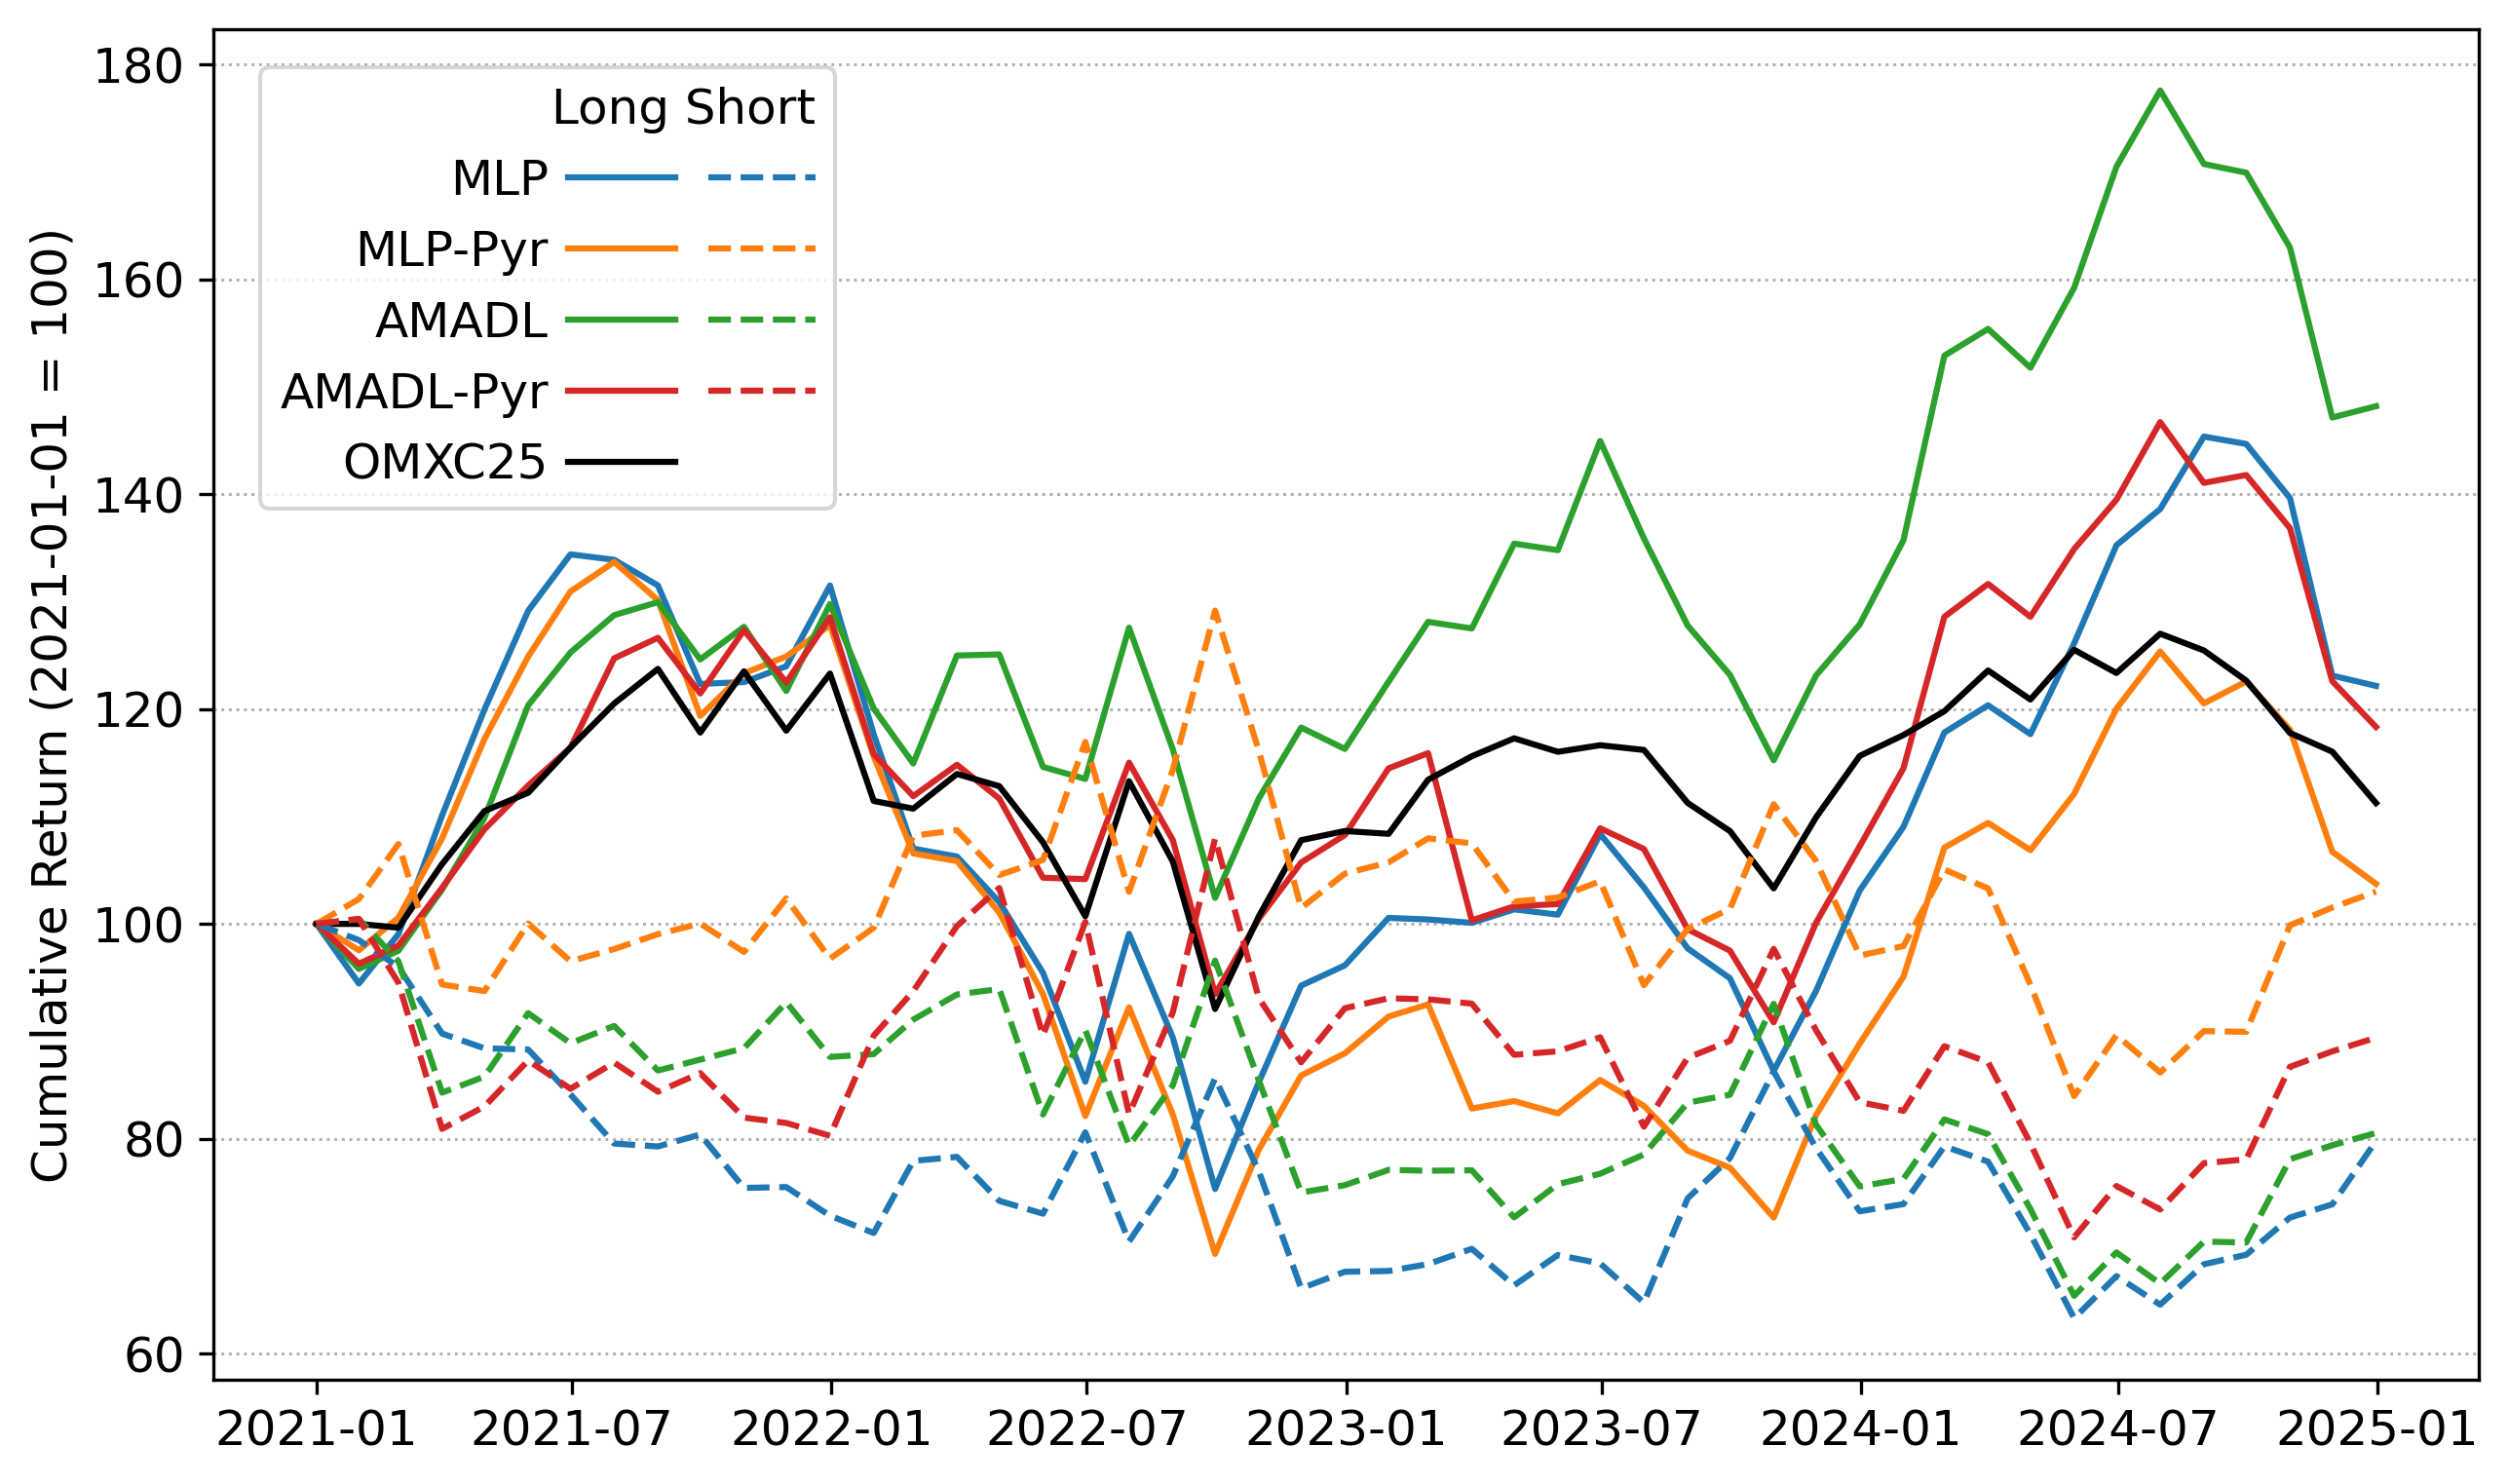 Cumulative Return (2021-01-01 = 100)
180
160
140
120
100
80
60
Long Short
MLP
MLP-Pyr
AMADL
AMADL-Pyr
OMXC25
2021-01 2021-07 2022-01 2022-07 2023-01 2023-07 2024-01 2024-07 2025-01